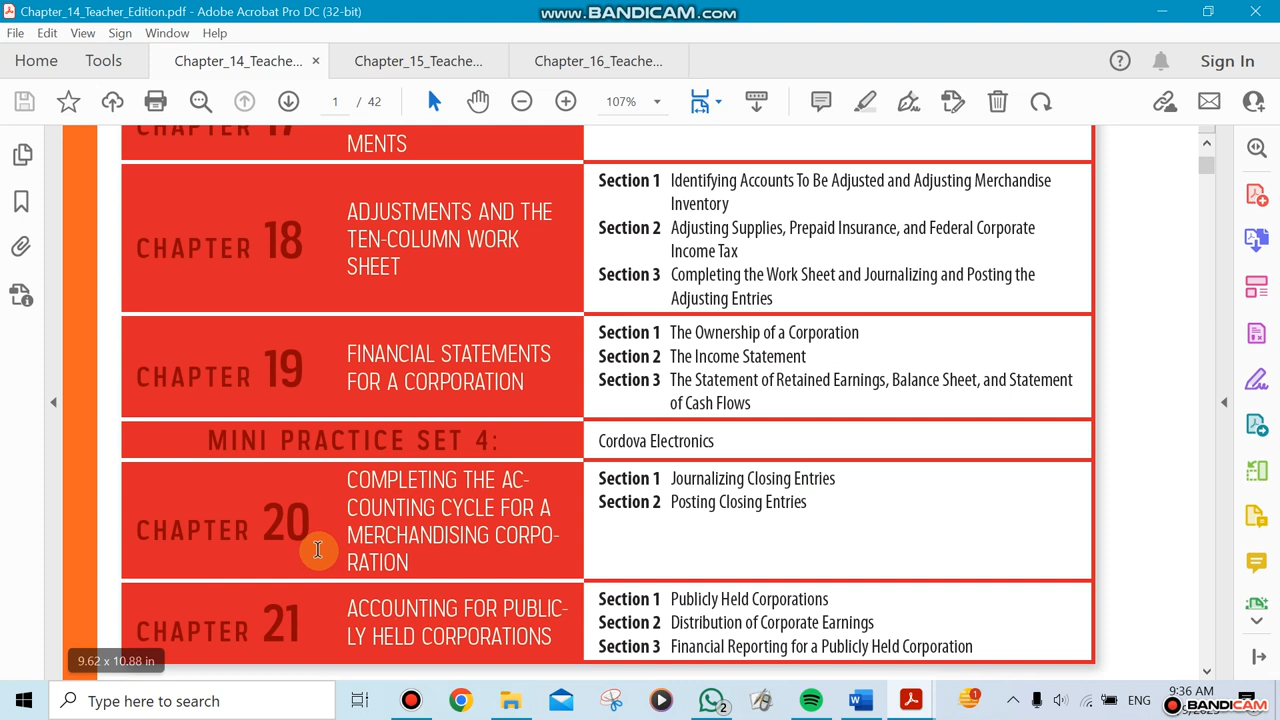 Chapter_14_Teacher_Edition.pdf - Adobe Acrobat Pro DC (32-bit)
www.BANDICAM.com
File Edit View Sign Window Help
Home Tools Chapter_14_Teache... × Chapter_15_Teache... Chapter_16_Teache... Sign In
1 / 42 107%
CHAPTER 17
MENTS
CHAPTER 18
ADJUSTMENTS AND THE
TEN-COLUMN WORK
SHEET
Section 1 Identifying Accounts To Be Adjusted and Adjusting Merchandise
Inventory
Section 2 Adjusting Supplies, Prepaid Insurance, and Federal Corporate
Income Tax
Section 3 Completing the Work Sheet and Journalizing and Posting the
Adjusting Entries
CHAPTER 19
FINANCIAL STATEMENTS
FOR A CORPORATION
Section 1 The Ownership of a Corporation
Section 2 The Income Statement
Section 3 The Statement of Retained Earnings, Balance Sheet, and Statement
of Cash Flows
MINI PRACTICE SET 4:
Cordova Electronics
CHAPTER 20
COMPLETING THE AC-
COUNTING CYCLE FOR A
MERCHANDISING CORPO-
RATION
Section 1 Journalizing Closing Entries
Section 2 Posting Closing Entries
CHAPTER 21
ACCOUNTING FOR PUBLIC-
LY HELD CORPORATIONS
Section 1 Publicly Held Corporations
Section 2 Distribution of Corporate Earnings
Section 3 Financial Reporting for a Publicly Held Corporation
9.62 x 10.88 in
Type here to search
2
1
ENG
9:36 AM
BANDICAM